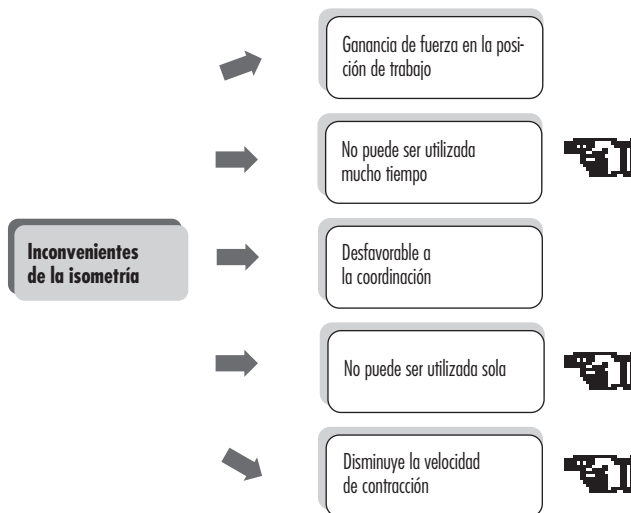 Ganancia de fuerza en la posi-
ción de trabajo
No puede ser utilizada
mucho tiempo
Inconvenientes
de la isometría
Desfavorable a
la coordinación
No puede ser utilizada sola
Disminuye la velocidad
de contracción